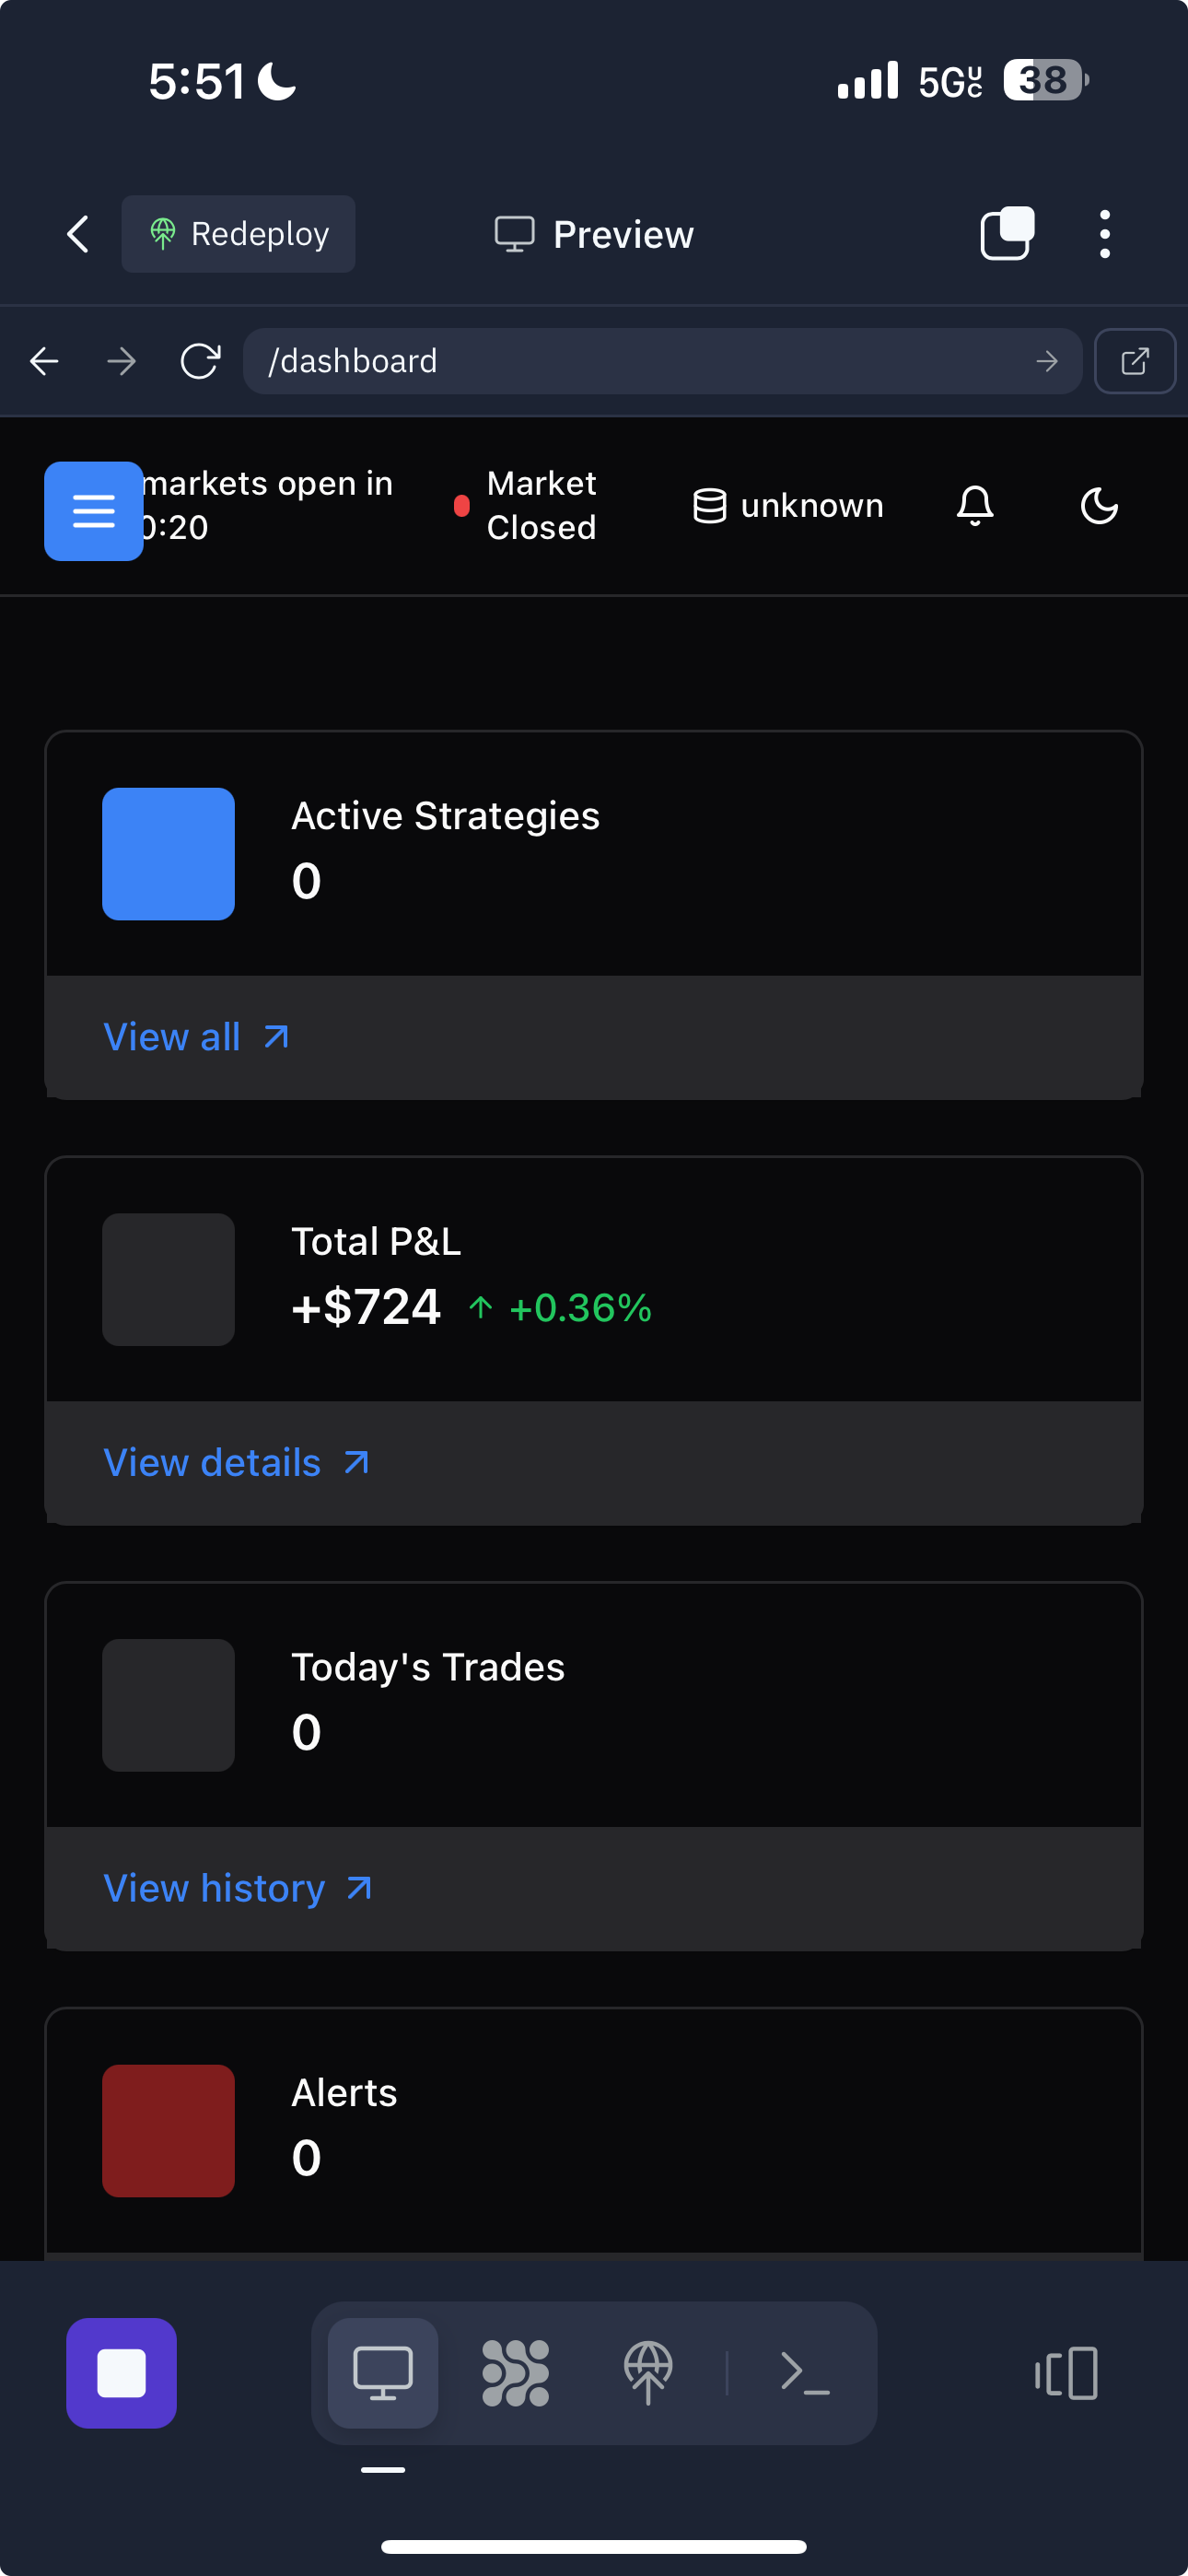 5:51
5G UC
38
Redeploy
Preview
/dashboard
markets open in
0:20
Market
Closed
unknown
Active Strategies
0
View all
Total P&L
+$724
+0.36%
View details
Today's Trades
0
View history
Alerts
0